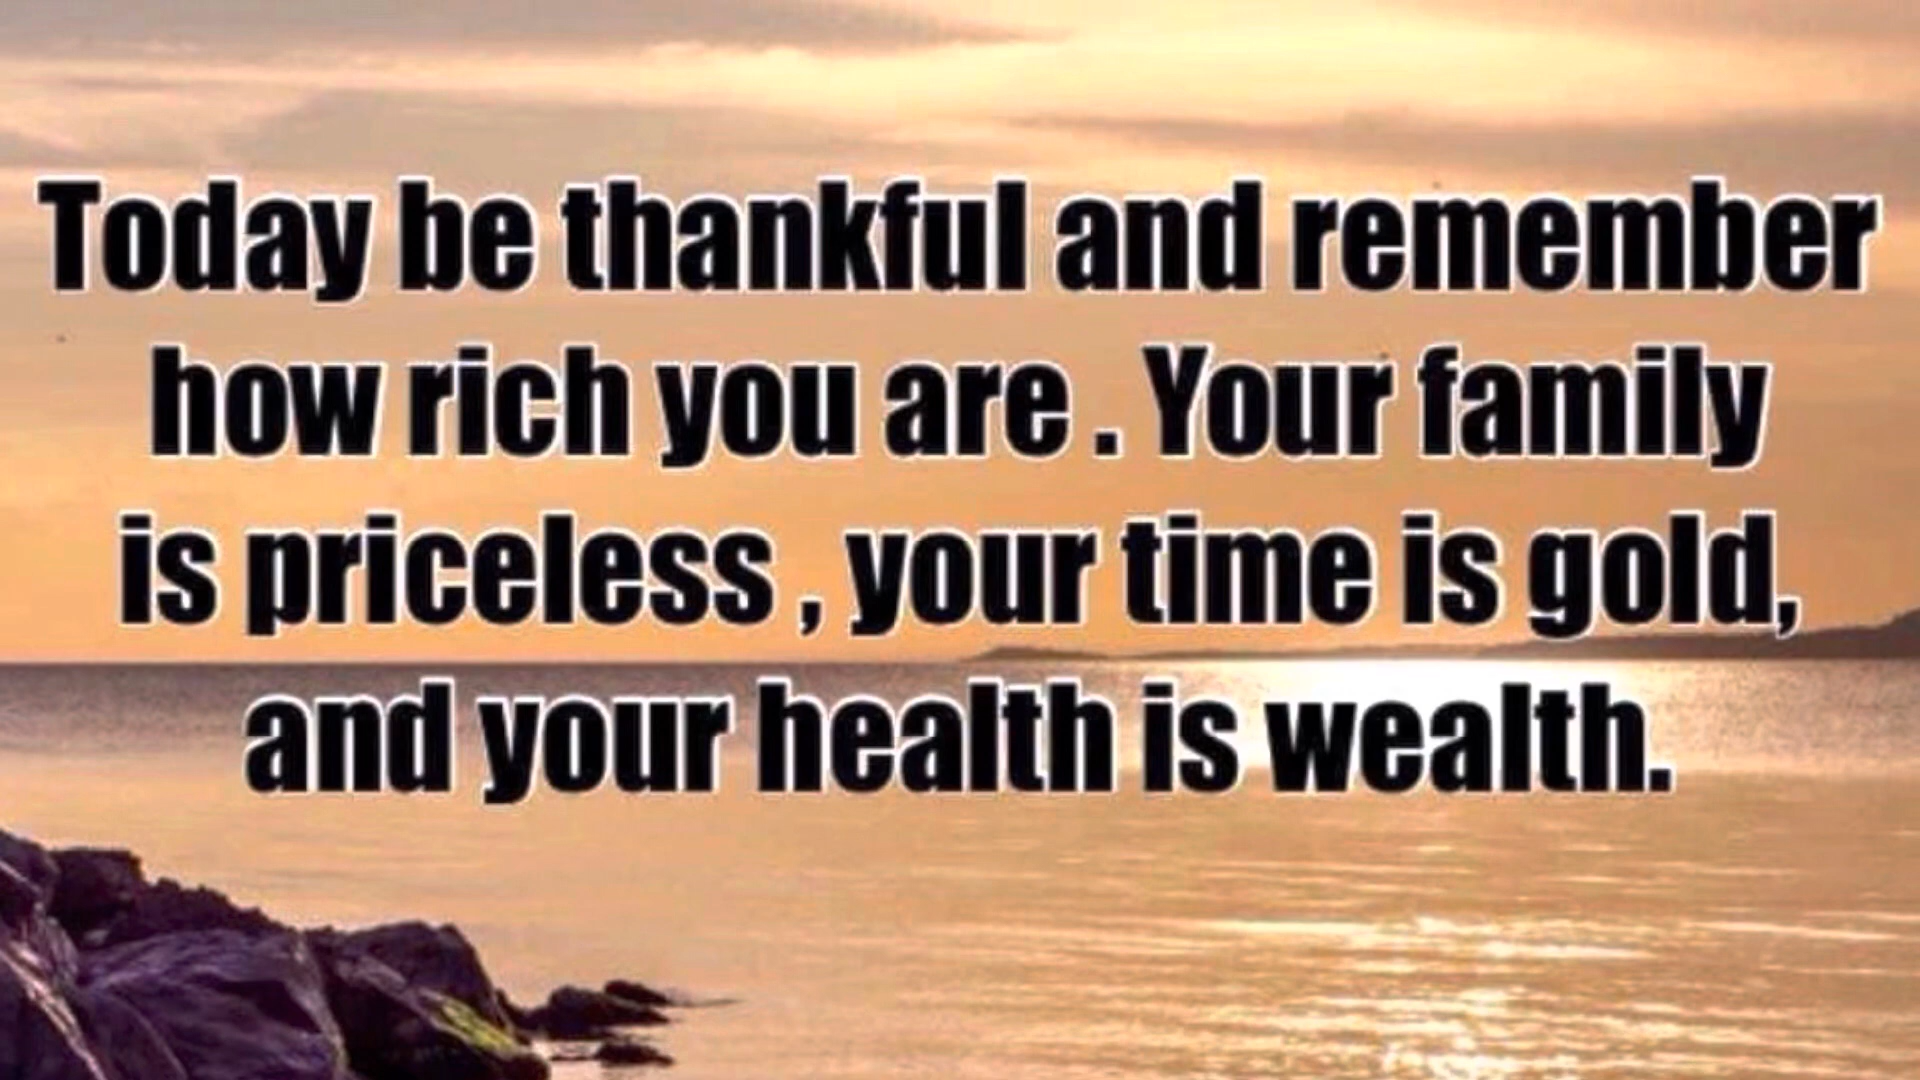 Today be thankful and remember
how rich you are . Your family
is priceless , your time is gold,
and your health is wealth.